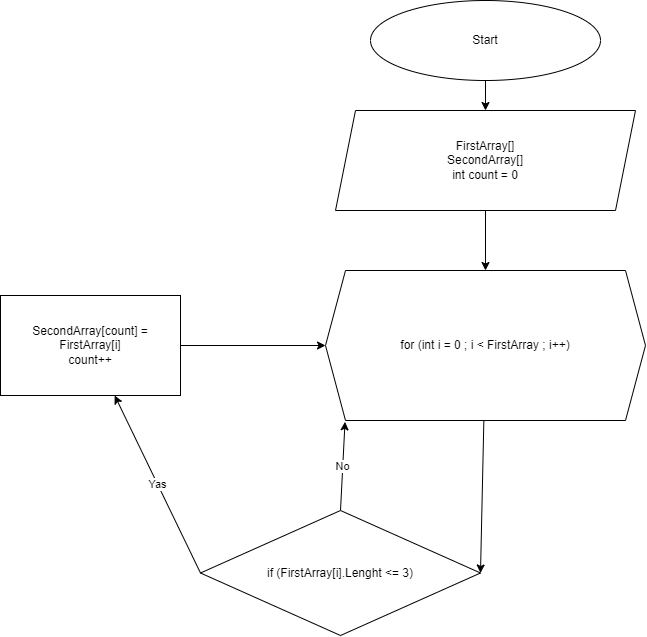 Start
FirstArray[]
SecondArray[]
int count = 0
for (int i = 0 ; i < FirstArray ; i++)
SecondArray[count] =
FirstArray[i]
count++
No
Yas
if (FirstArray[i].Lenght <= 3)